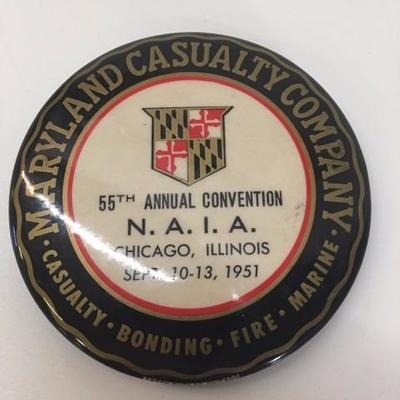 MARYLAND CASUALTY COMPANY
55TH ANNUAL CONVENTION
N. A. I. A.
CHICAGO, ILLINOIS
SEPT. 10-13, 1951
· CASUALTY · BONDING · FIRE · MARINE ·